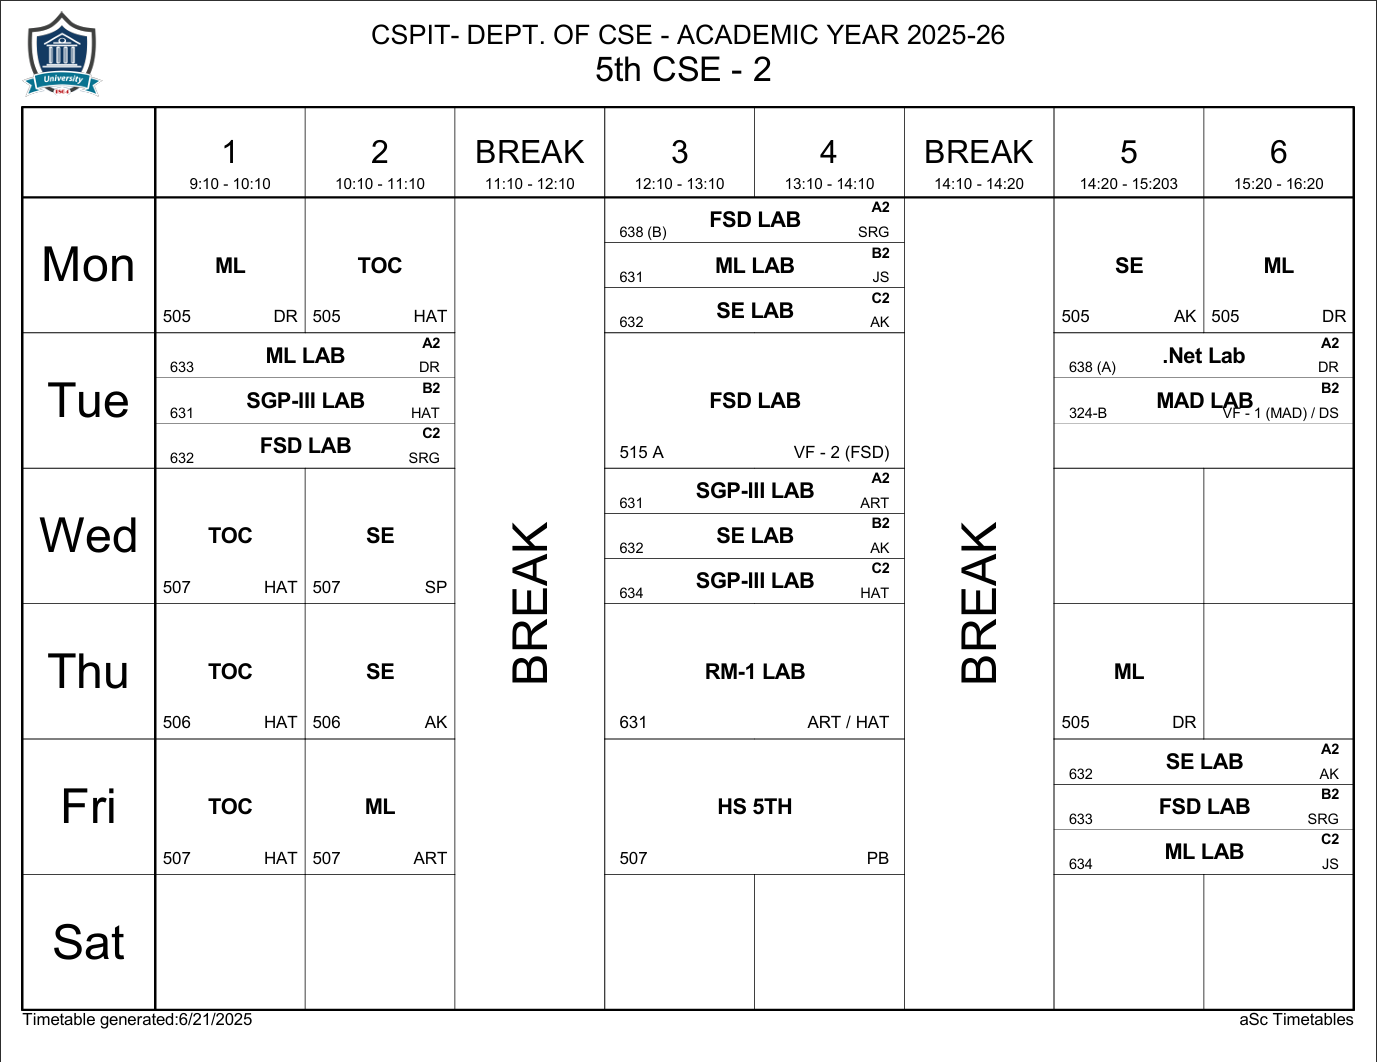 CSPIT- DEPT. OF CSE - ACADEMIC YEAR 2025-26
5th CSE - 2
University
1 2 BREAK 3 4 BREAK 5 6
9:10 - 10:10 10:10 - 11:10 11:10 - 12:10 12:10 - 13:10 13:10 - 14:10 14:10 - 14:20 14:20 - 15:203 15:20 - 16:20
Mon
ML
505 DR
TOC
505 HAT
FSD LAB A2
638 (B) SRG
ML LAB B2
631 JS
SE LAB C2
632 AK
SE
505 AK
ML
505 DR
Tue
ML LAB A2
633 DR
SGP-III LAB B2
631 HAT
FSD LAB C2
632 SRG
FSD LAB
515 A VF - 2 (FSD)
.Net Lab A2
638 (A) DR
MAD LAB B2
324-B VF - 1 (MAD) / DS
Wed
TOC
507 HAT
SE
507 SP
BREAK
SGP-III LAB A2
631 ART
SE LAB B2
632 AK
SGP-III LAB C2
634 HAT
BREAK
Thu
TOC
506 HAT
SE
506 AK
RM-1 LAB
631 ART / HAT
ML
505 DR
Fri
TOC
507 HAT
ML
507 ART
HS 5TH
507 PB
SE LAB A2
632 AK
FSD LAB B2
633 SRG
ML LAB C2
634 JS
Sat
Timetable generated:6/21/2025 aSc Timetables